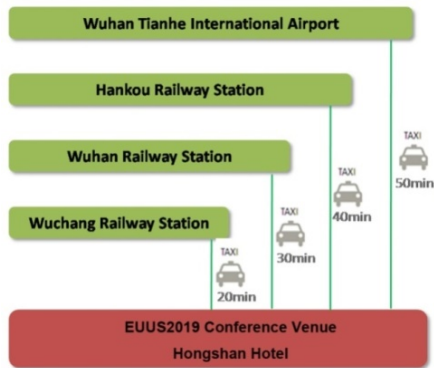 Wuhan Tianhe International Airport
Hankou Railway Station
TAXI
50min
Wuhan Railway Station
TAXI
40min
Wuchang Railway Station
TAXI
30min
TAXI
20min
EUUS2019 Conference Venue
Hongshan Hotel